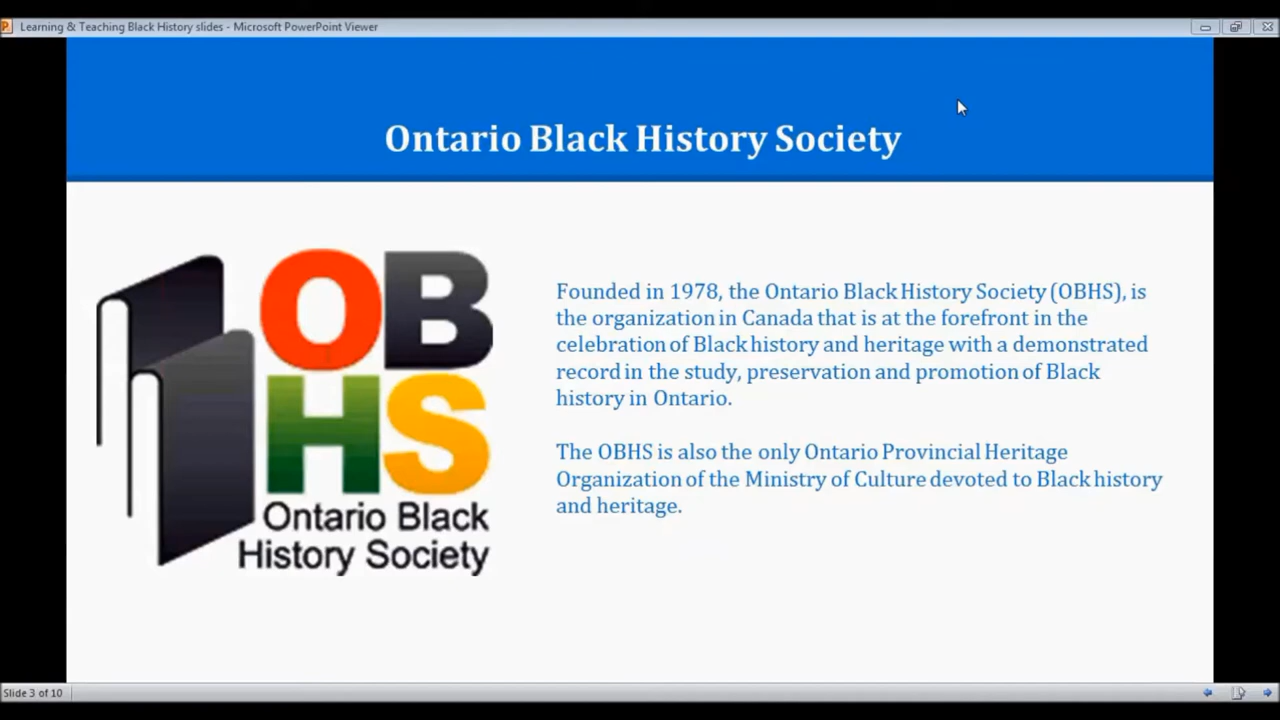 Learning & Teaching Black History slides - Microsoft PowerPoint Viewer
Ontario Black History Society
OB
HS
Ontario Black
History Society
Founded in 1978, the Ontario Black History Society (OBHS), is
the organization in Canada that is at the forefront in the
celebration of Black history and heritage with a demonstrated
record in the study, preservation and promotion of Black
history in Ontario.
The OBHS is also the only Ontario Provincial Heritage
Organization of the Ministry of Culture devoted to Black history
and heritage.
Slide 3 of 10